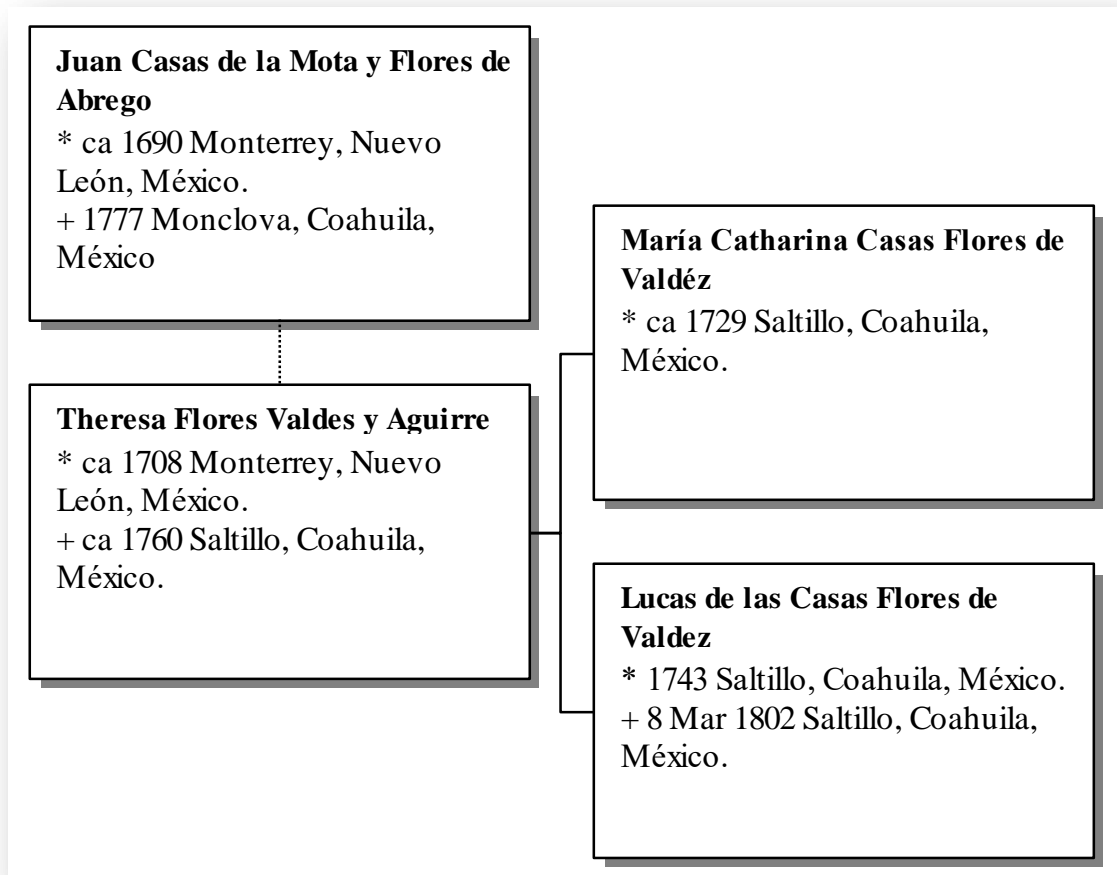 Juan Casas de la Mota y Flores de
Abrego
* ca 1690 Monterrey, Nuevo
León, México.
+ 1777 Monclova, Coahuila,
México
Theresa Flores Valdes y Aguirre
* ca 1708 Monterrey, Nuevo
León, México.
+ ca 1760 Saltillo, Coahuila,
México.
María Catharina Casas Flores de
Valdéz
* ca 1729 Saltillo, Coahuila,
México.
Lucas de las Casas Flores de
Valdez
* 1743 Saltillo, Coahuila, México.
+ 8 Mar 1802 Saltillo, Coahuila,
México.